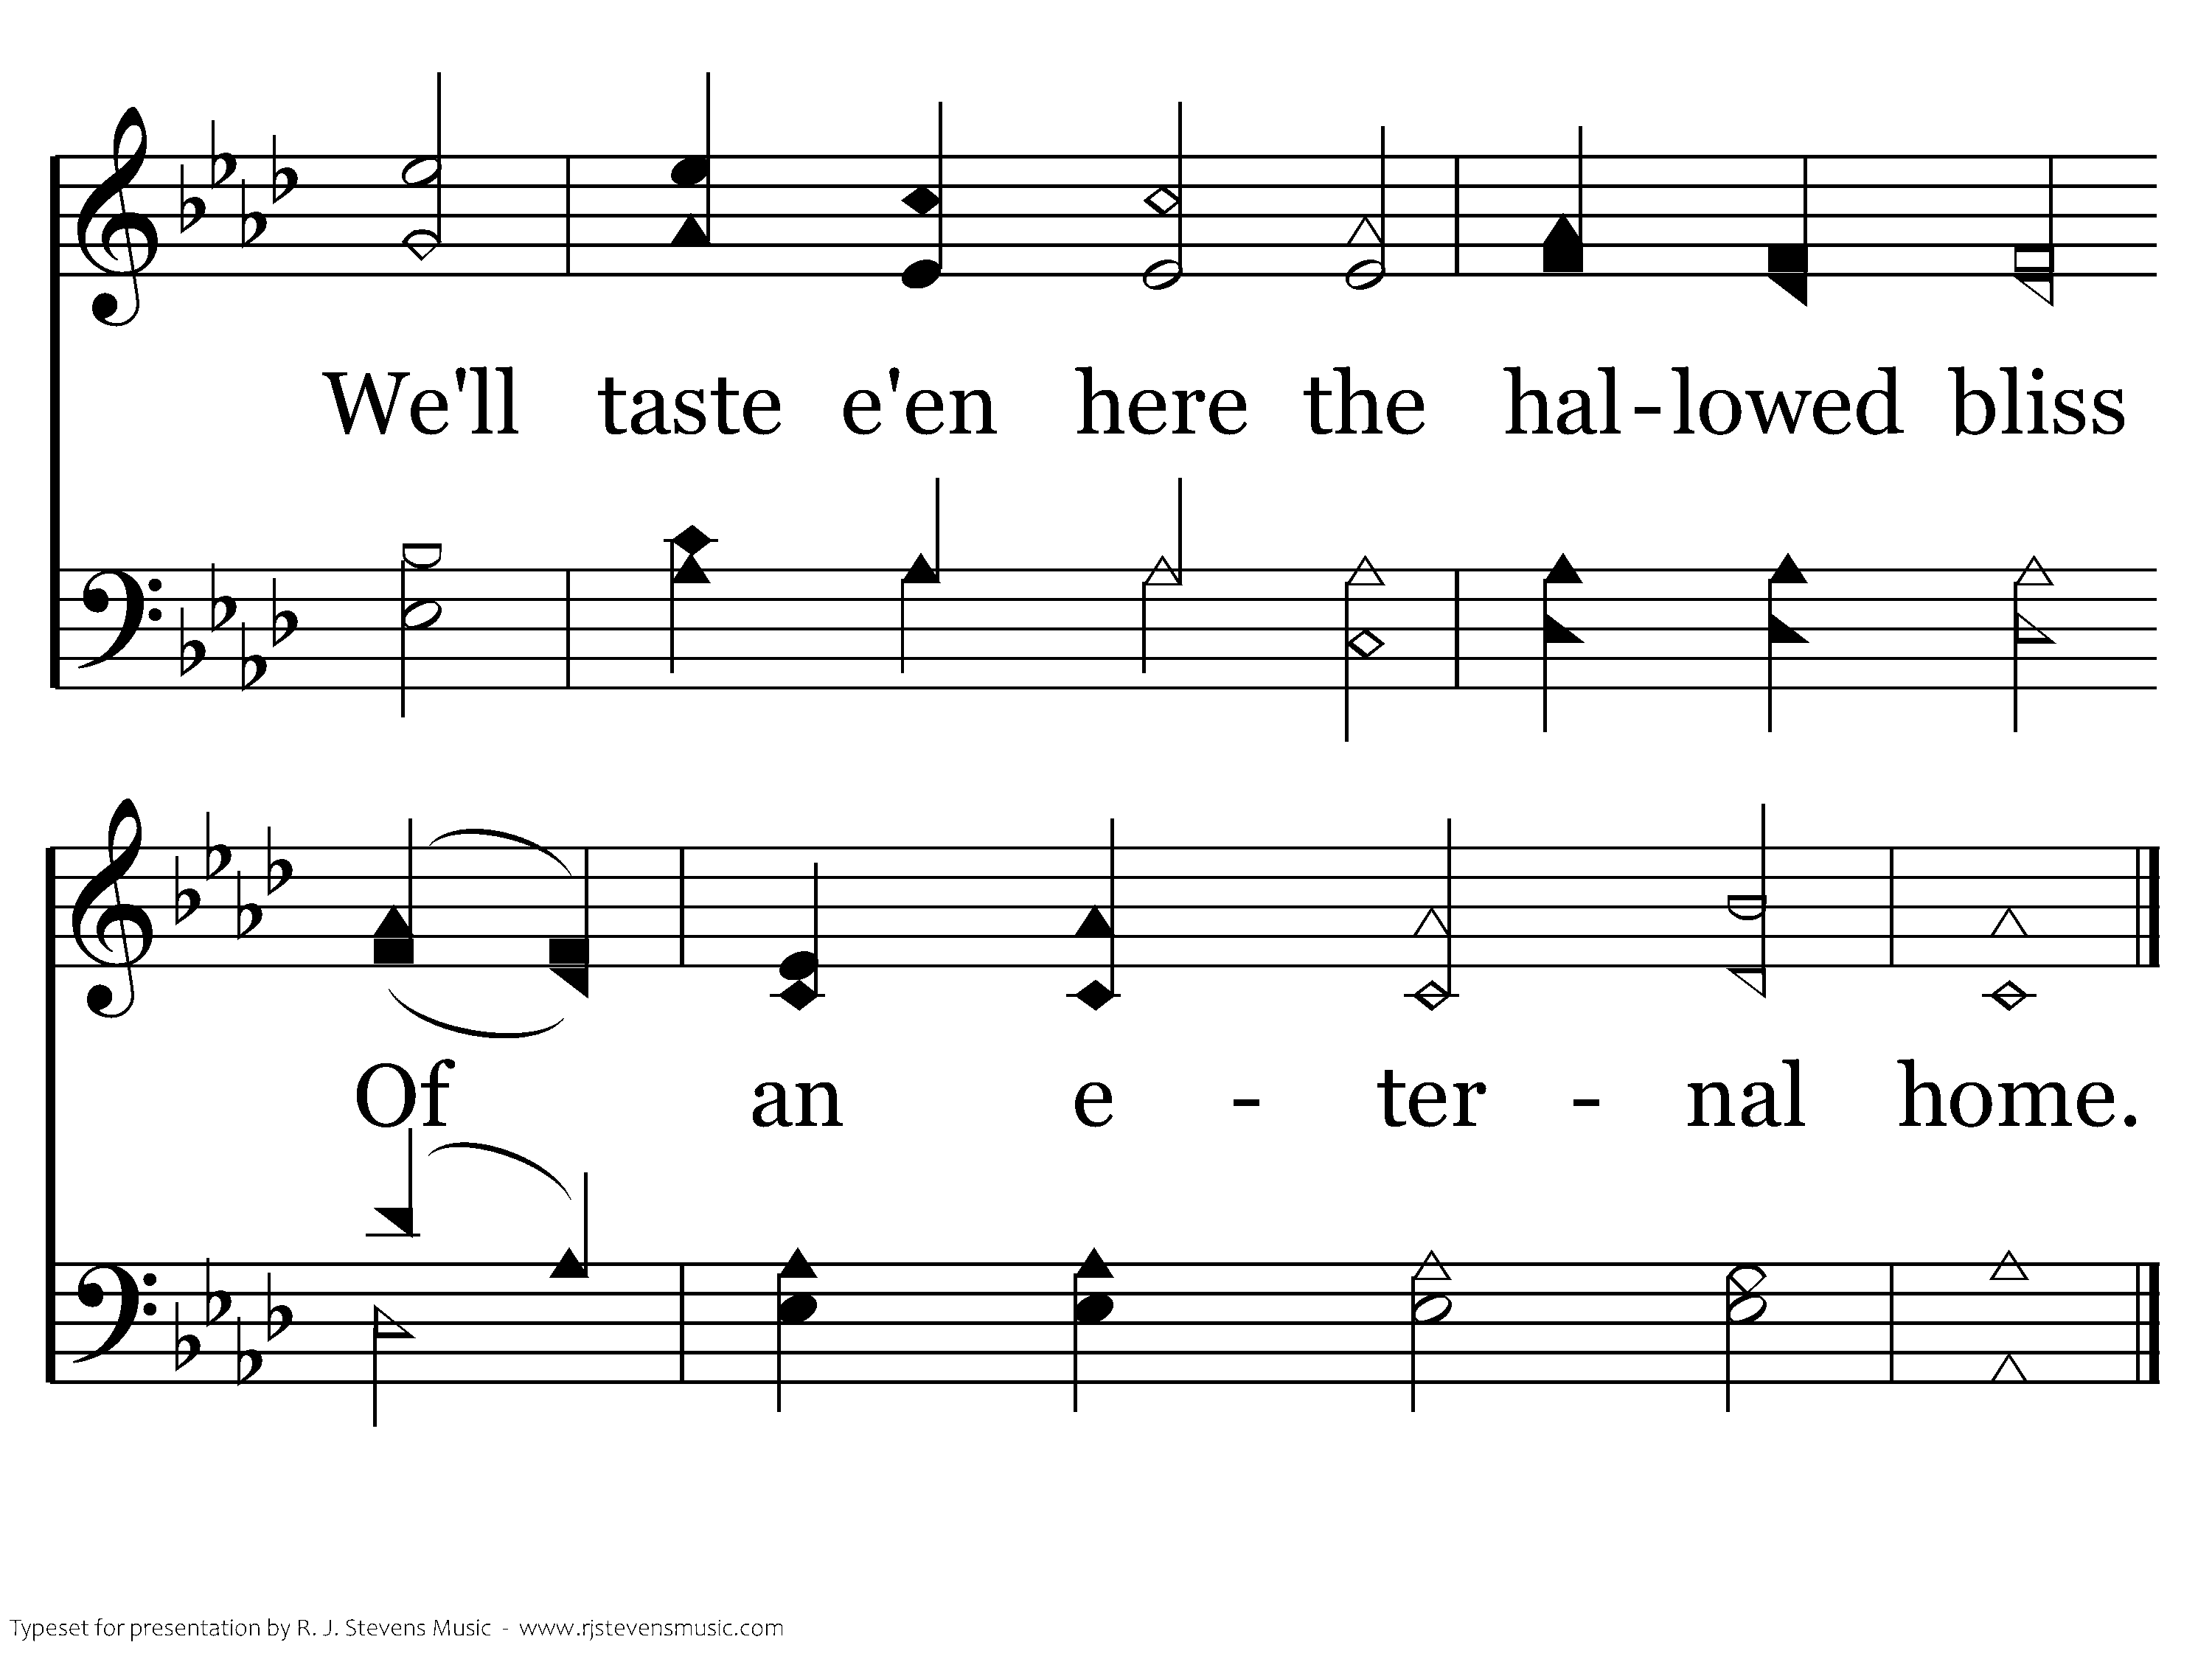 We'll taste e'en here the hal-lowed bliss
Of an e - ter - nal home.
Typeset for presentation by R. J. Stevens Music - www.rjstevensmusic.com